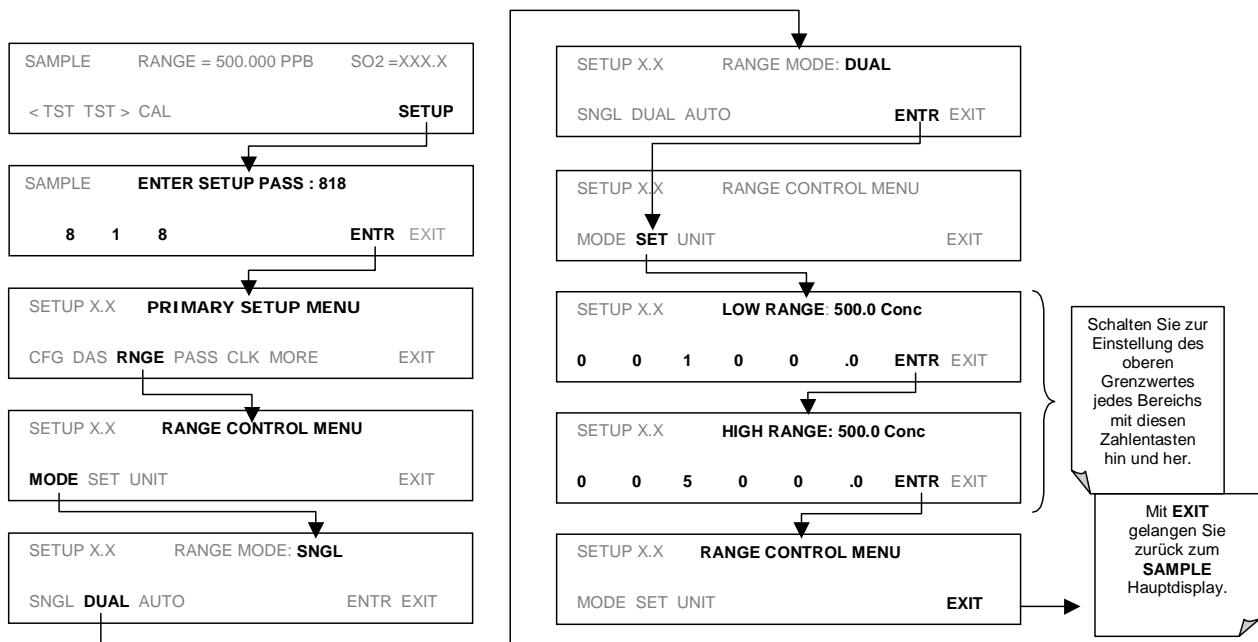 SAMPLE RANGE = 500.000 PPB SO2 =XXX.X
< TST TST > CAL SETUP
SAMPLE ENTER SETUP PASS : 818
8 1 8 ENTR EXIT
SETUP X.X PRIMARY SETUP MENU
CFG DAS RNGE PASS CLK MORE EXIT
SETUP X.X RANGE CONTROL MENU
MODE SET UNIT EXIT
SETUP X.X RANGE MODE: SNGL
SNGL DUAL AUTO ENTR EXIT
SETUP X.X RANGE MODE: DUAL
SNGL DUAL AUTO ENTR EXIT
SETUP X.X RANGE CONTROL MENU
MODE SET UNIT EXIT
SETUP X.X LOW RANGE: 500.0 Conc
0 0 1 0 0 .0 ENTR EXIT
SETUP X.X HIGH RANGE: 500.0 Conc
0 0 5 0 0 .0 ENTR EXIT
SETUP X.X RANGE CONTROL MENU
MODE SET UNIT EXIT
Schalten Sie zur
Einstellung des
oberen
Grenzwertes
jedes Bereichs
mit diesen
Zahlentasten
hin und her.
Mit EXIT
gelangen Sie
zurück zum
SAMPLE
Hauptdisplay.